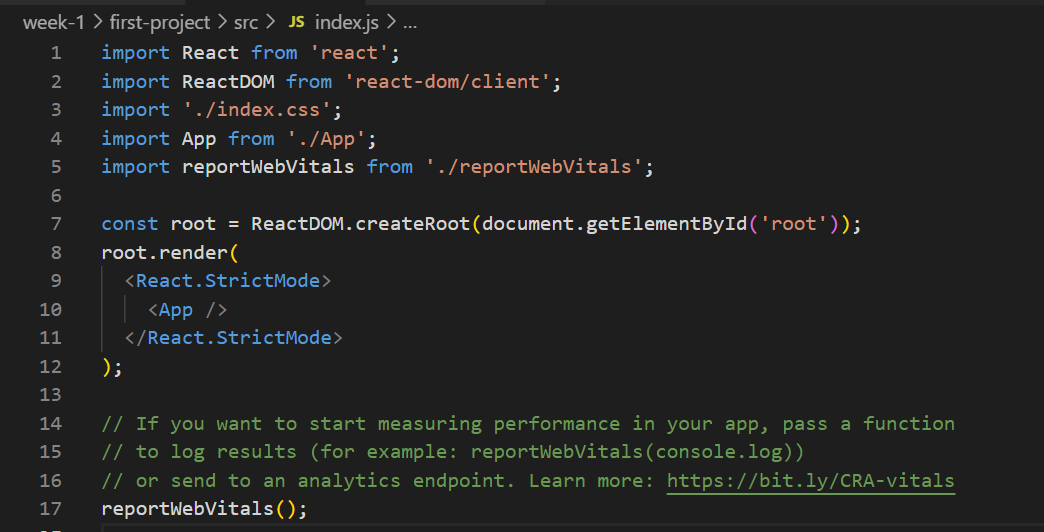 week-1 > first-project > src > JS index.js > ...
1 import React from 'react';
2 import ReactDOM from 'react-dom/client';
3 import './index.css';
4 import App from './App';
5 import reportWebVitals from './reportWebVitals';
6
7 const root = ReactDOM.createRoot(document.getElementById('root'));
8 root.render(
9   <React.StrictMode>
10     <App />
11   </React.StrictMode>
12 );
13
14 // If you want to start measuring performance in your app, pass a function
15 // to log results (for example: reportWebVitals(console.log))
16 // or send to an analytics endpoint. Learn more: https://bit.ly/CRA-vitals
17 reportWebVitals();